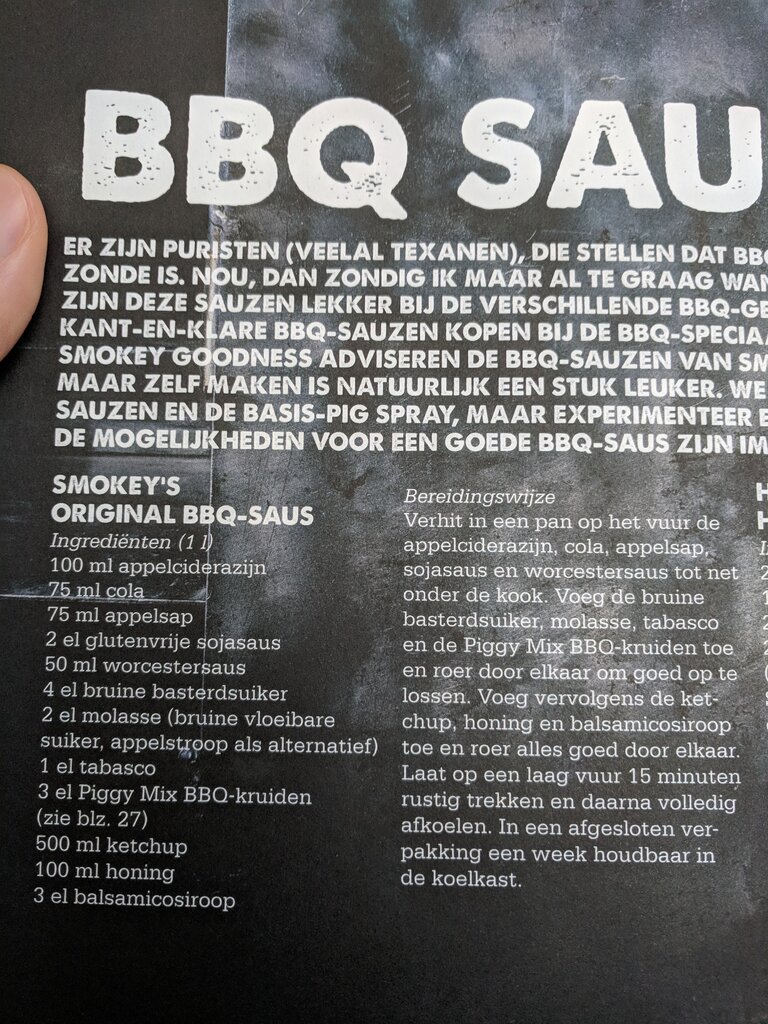 BBQ SAU
ER ZIJN PURISTEN (VEELAL TEXANEN), DIE STELLEN DAT BBQ
ZONDE IS. NOU, DAN ZONDIG IK MAAR AL TE GRAAG WAN
ZIJN DEZE SAUZEN LEKKER BIJ DE VERSCHILLENDE BBQ-GE
KANT-EN-KLARE BBQ-SAUZEN KOPEN BIJ DE BBQ-SPECIA
SMOKEY GOODNESS ADVISEREN DE BBQ-SAUZEN VAN SM
MAAR ZELF MAKEN IS NATUURLIJK EEN STUK LEUKER. WE
SAUZEN EN DE BASIS-PIG SPRAY, MAAR EXPERIMENTEER E
DE MOGELIJKHEDEN VOOR EEN GOEDE BBQ-SAUS ZIJN IM
SMOKEY'S
ORIGINAL BBQ-SAUS
Ingrediënten (1 l)
100 ml appelciderazijn
75 ml cola
75 ml appelsap
2 el glutenvrije sojasaus
50 ml worcestersaus
4 el bruine basterdsuiker
2 el molasse (bruine vloeibare
suiker, appelstroop als alternatief)
1 el tabasco
3 el Piggy Mix BBQ-kruiden
(zie blz. 27)
500 ml ketchup
100 ml honing
3 el balsamicosiroop
Bereidingswijze
Verhit in een pan op het vuur de
appelciderazijn, cola, appelsap,
sojasaus en worcestersaus tot net
onder de kook. Voeg de bruine
basterdsuiker, molasse, tabasco
en de Piggy Mix BBQ-kruiden toe
en roer door elkaar om goed op te
lossen. Voeg vervolgens de ket-
chup, honing en balsamicosiroop
toe en roer alles goed door elkaar.
Laat op een laag vuur 15 minuten
rustig trekken en daarna volledig
afkoelen. In een afgesloten ver-
pakking een week houdbaar in
de koelkast.